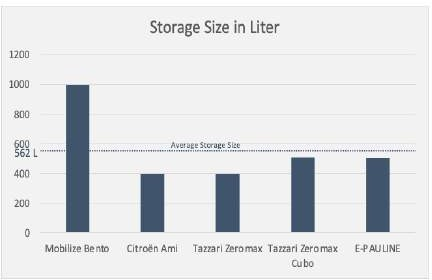 Storage Size in Liter
1200
1000
800
600
Average Storage Size
562 L
400
200
0
Mobilize Bento
Citroën Ami
Tazzari Zeromax
Tazzari Zeromax
Cubo
E-PAULINE